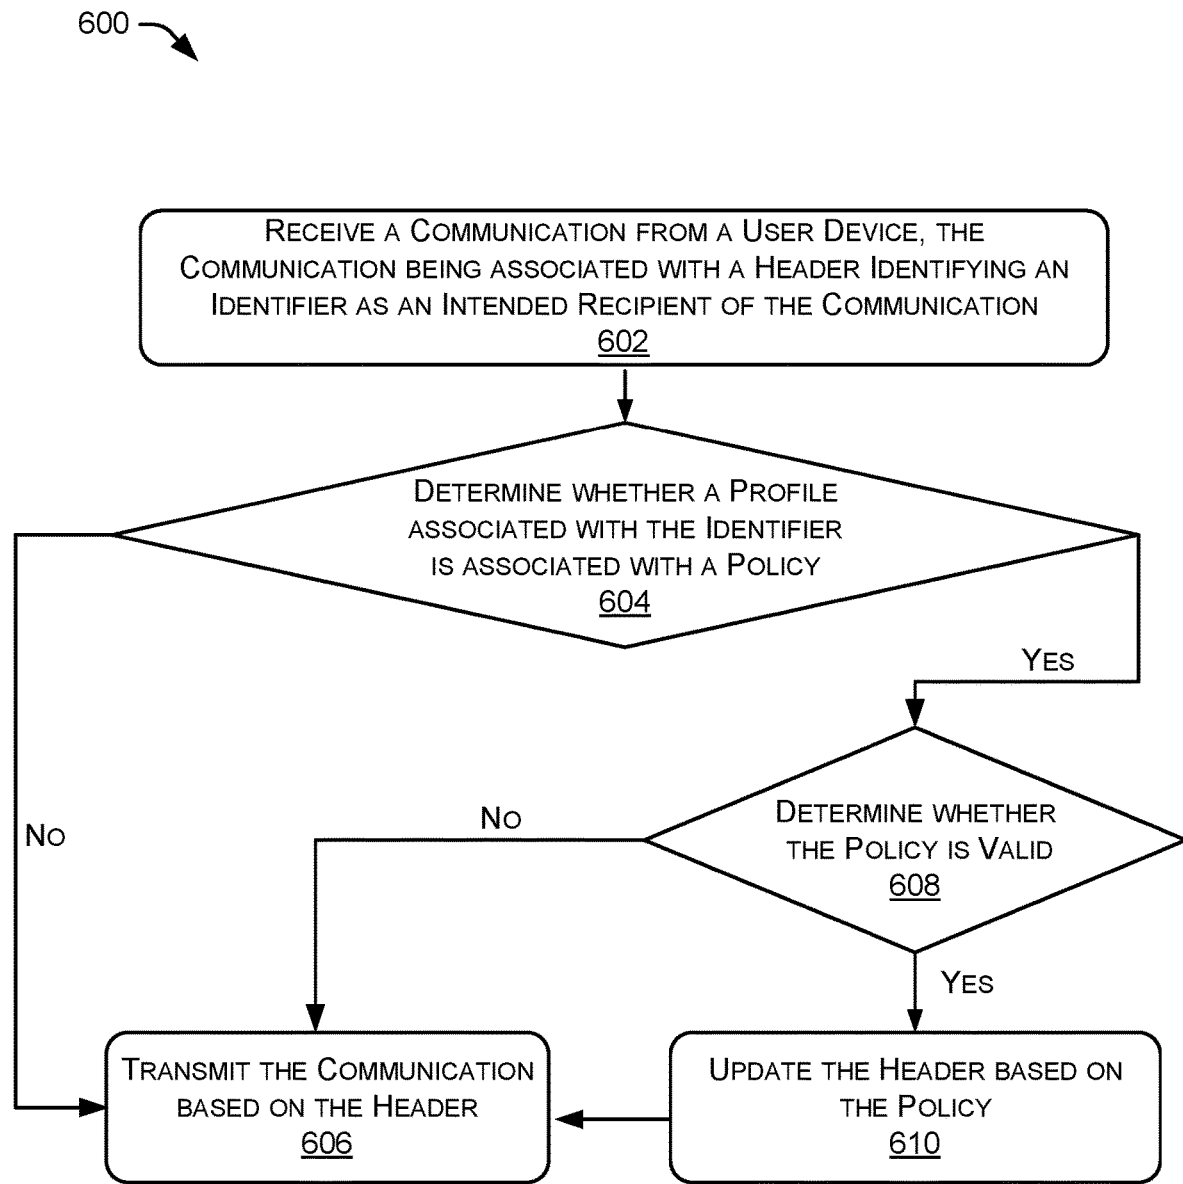 600
RECEIVE A COMMUNICATION FROM A USER DEVICE, THE
COMMUNICATION BEING ASSOCIATED WITH A HEADER IDENTIFYING AN
IDENTIFIER AS AN INTENDED RECIPIENT OF THE COMMUNICATION
602
DETERMINE WHETHER A PROFILE
ASSOCIATED WITH THE IDENTIFIER
IS ASSOCIATED WITH A POLICY
604
YES
NO
NO
DETERMINE WHETHER
THE POLICY IS VALID
608
YES
TRANSMIT THE COMMUNICATION
BASED ON THE HEADER
606
UPDATE THE HEADER BASED ON
THE POLICY
610